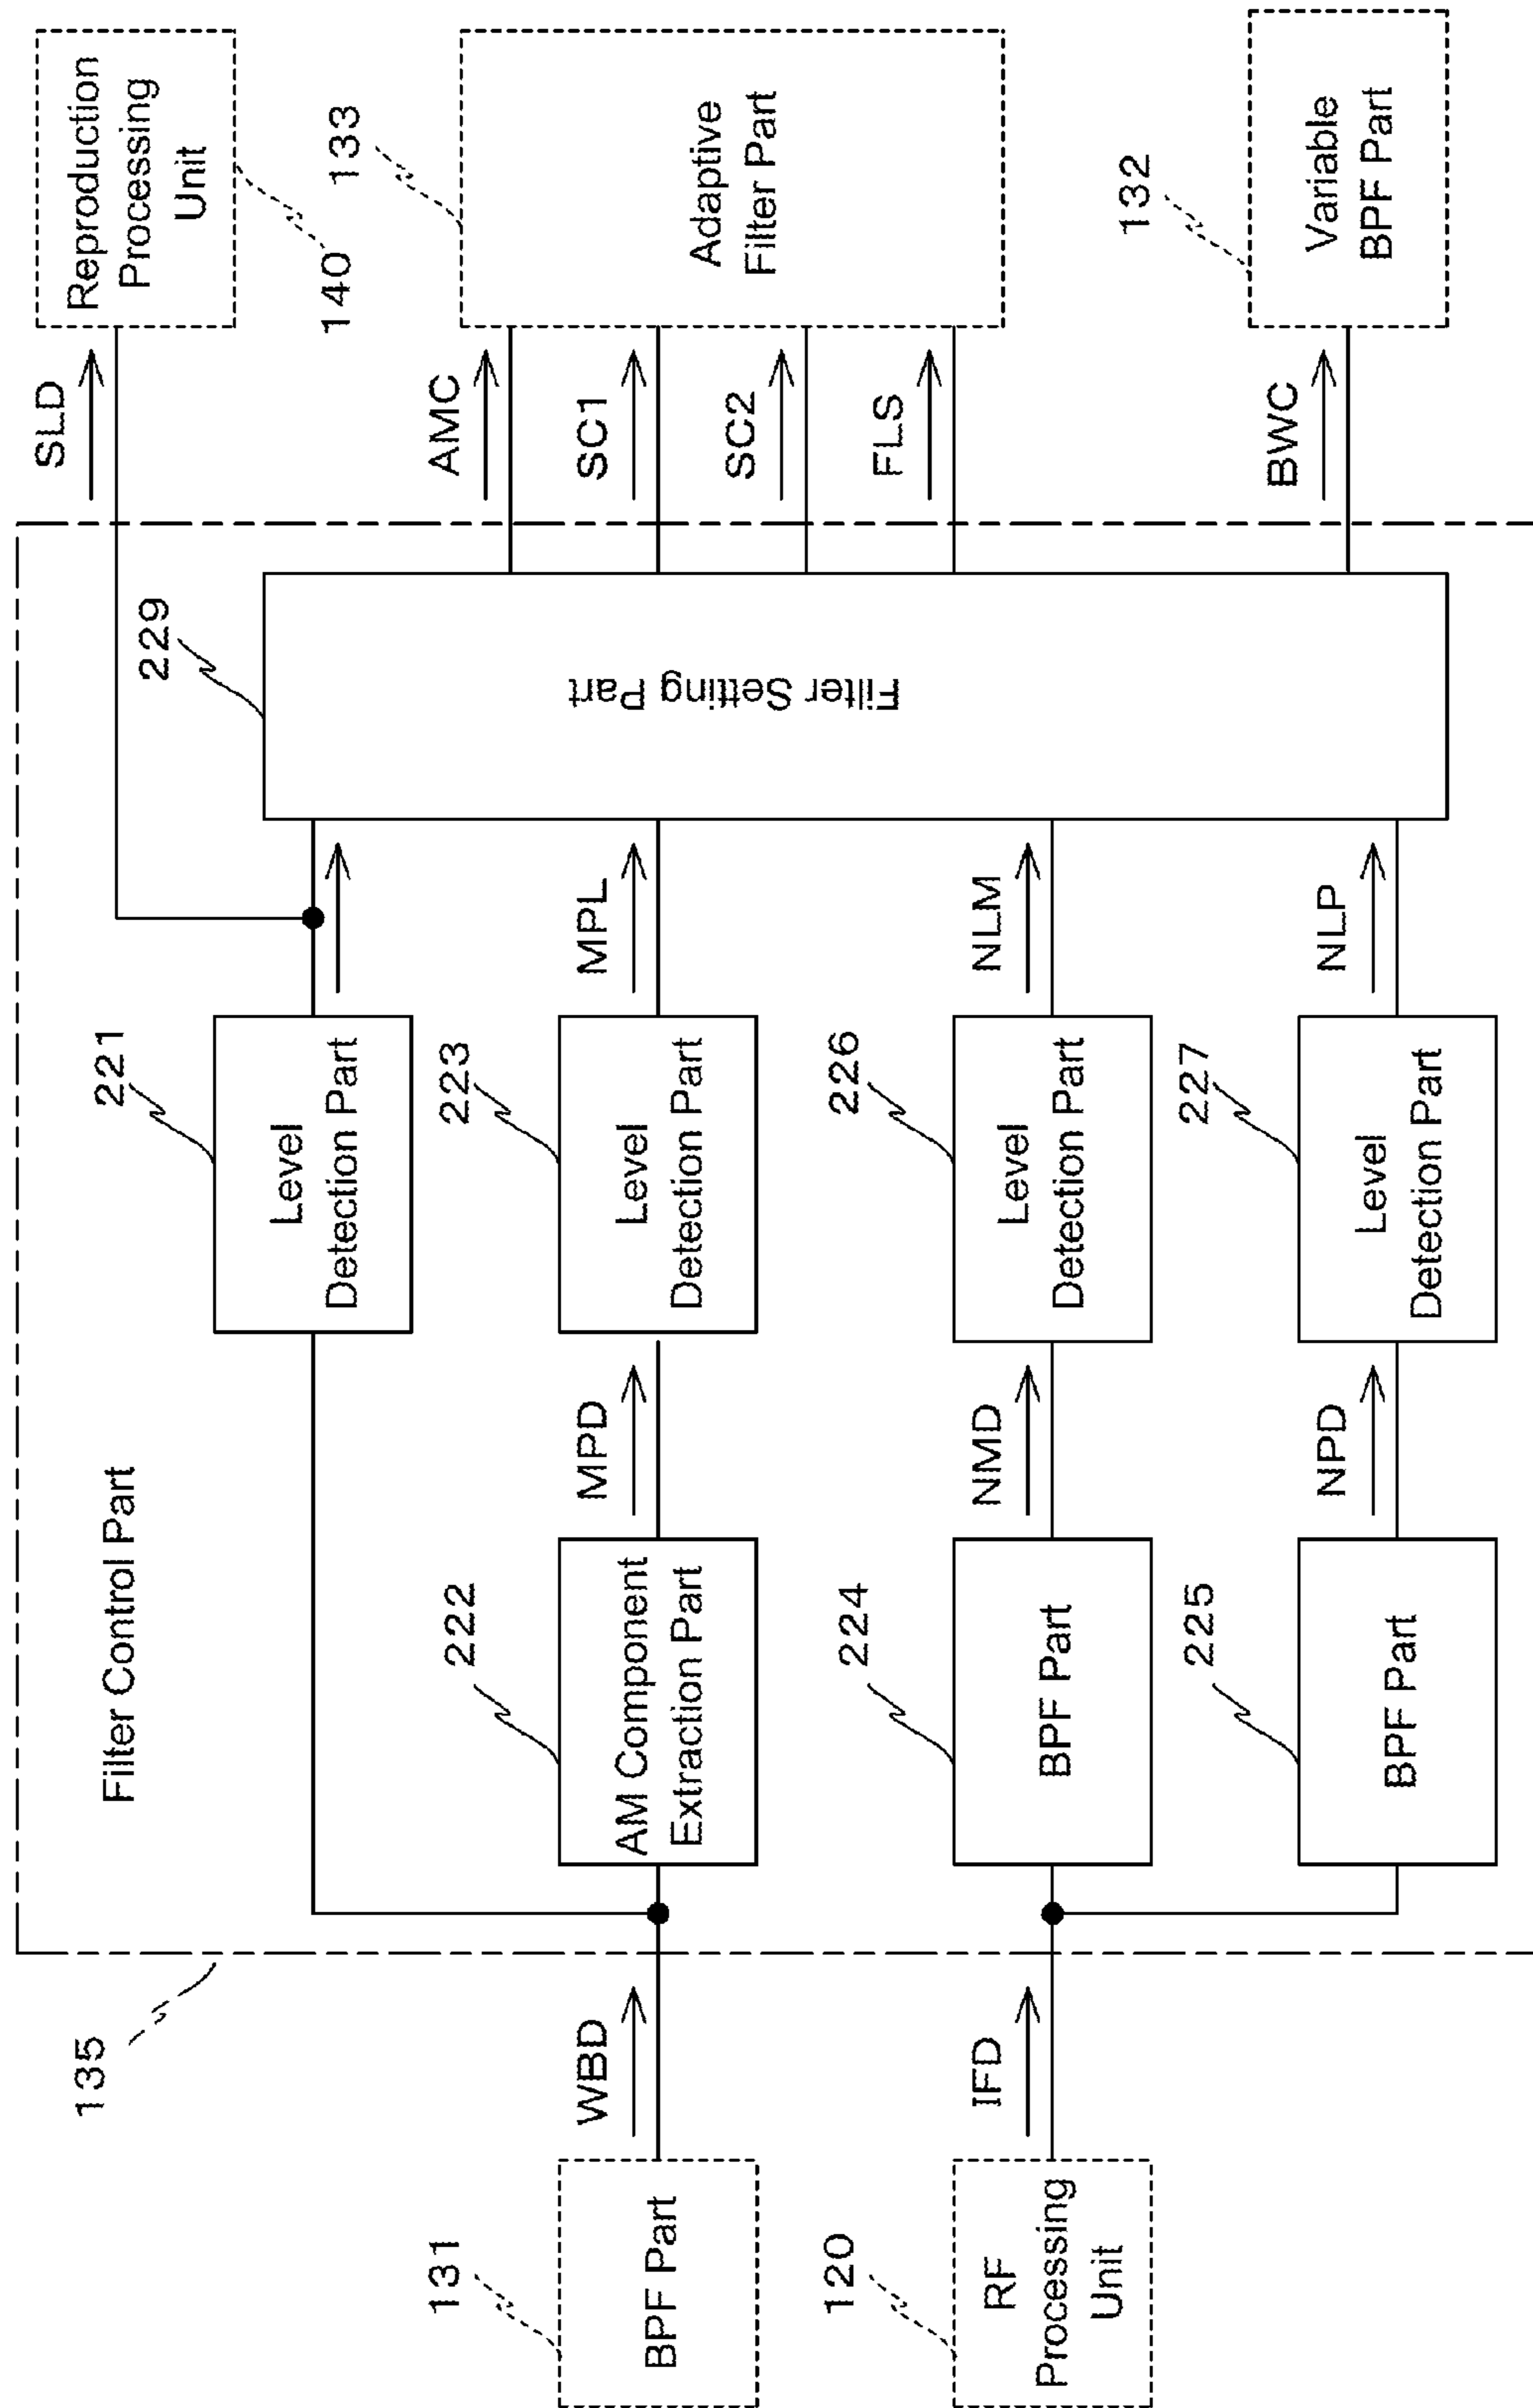 135
Filter Control Part
131
BPF Part
WBD
120
RF
Processing
Unit
IFD
221
Level
Detection Part
SLD
Reproduction
Processing
Unit
140
222
AM Component
Extraction Part
MPD
223
Level
Detection Part
MPL
224
BPF Part
NMD
226
Level
Detection Part
NLM
225
BPF Part
NPD
227
Level
Detection Part
NLP
229
Filter Setting Part
AMC
SC1
SC2
FLS
133
Adaptive
Filter Part
BWC
132
Variable
BPF Part